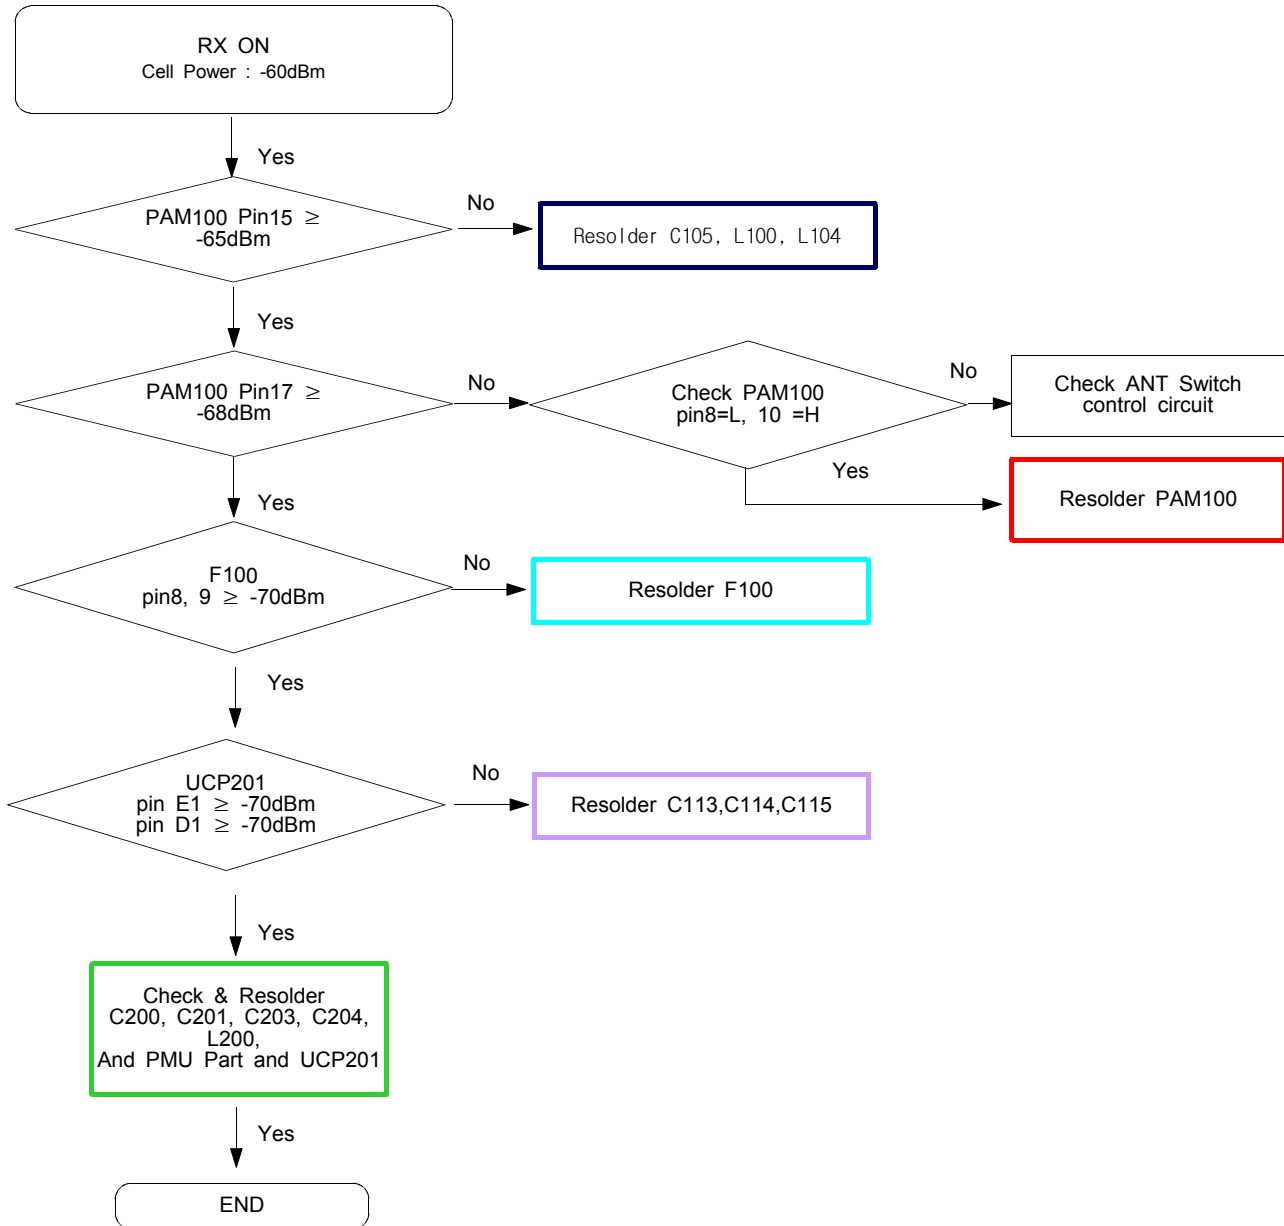 RX ON
Cell Power : -60dBm
Yes
PAM100 Pin15 ≥
-65dBm
No
Resolder C105, L100, L104
Yes
PAM100 Pin17 ≥
-68dBm
No
Check PAM100
pin8=L, 10 =H
No
Check ANT Switch
control circuit
Yes
Resolder PAM100
Yes
F100
pin8, 9 ≥ -70dBm
No
Resolder F100
Yes
UCP201
pin E1 ≥ -70dBm
pin D1 ≥ -70dBm
No
Resolder C113,C114,C115
Yes
Check & Resolder
C200, C201, C203, C204,
L200,
And PMU Part and UCP201
Yes
END